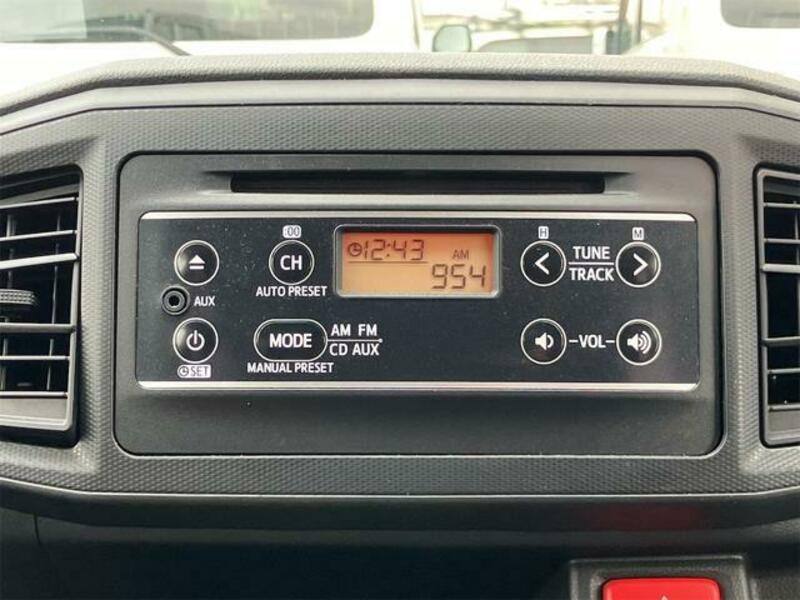 :00
CH
AUTO PRESET
AUX
SET
MODE
AM FM
CD AUX
MANUAL PRESET
12:43
AM
954
H
M
TUNE
TRACK
VOL